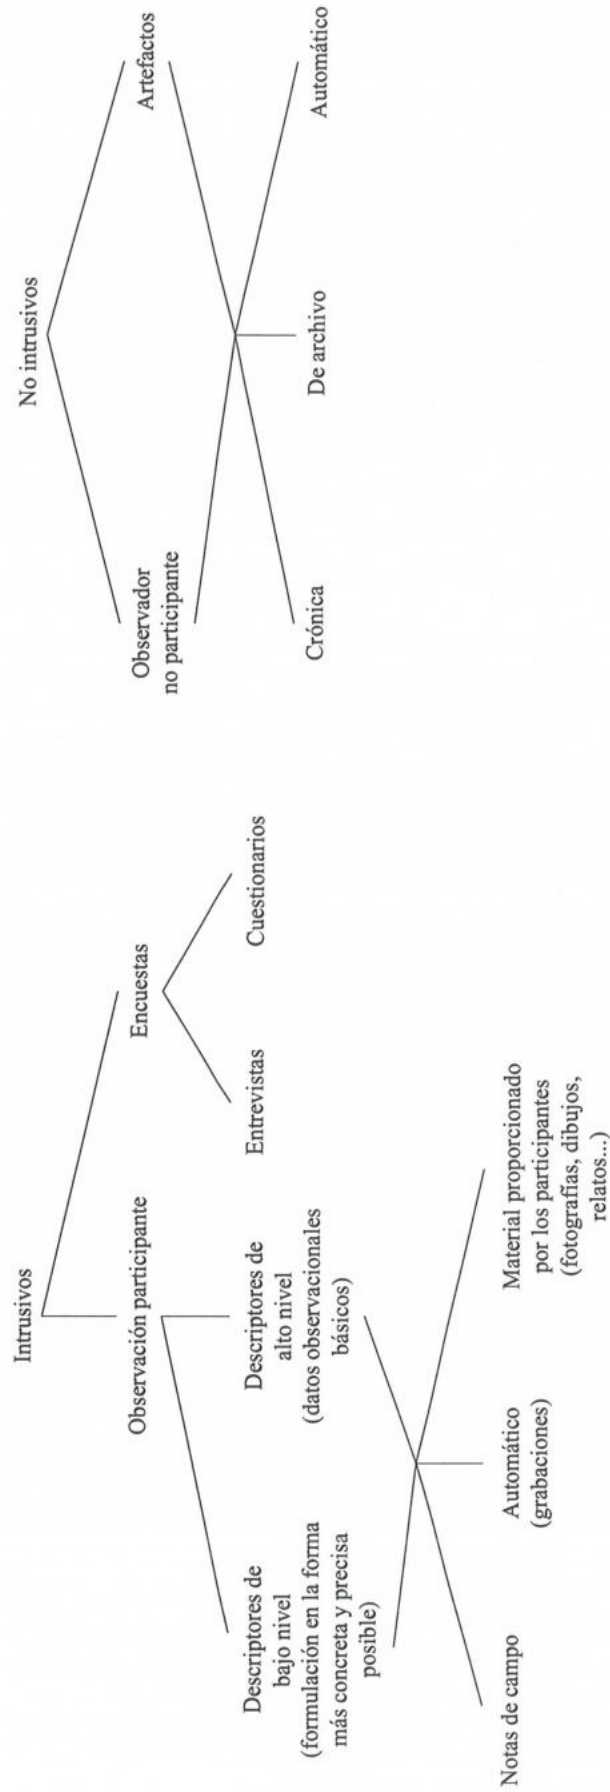 Intrusivos
Observación participante
Encuestas
Descriptores de
bajo nivel
(formulación en la forma
más concreta y precisa
posible)
Descriptores de
alto nivel
(datos observacionales
básicos)
Entrevistas
Cuestionarios
Notas de campo
Automático
(grabaciones)
Material proporcionado
por los participantes
(fotografías, dibujos,
relatos...)
No intrusivos
Observador
no participante
Artefactos
Crónica
De archivo
Automático